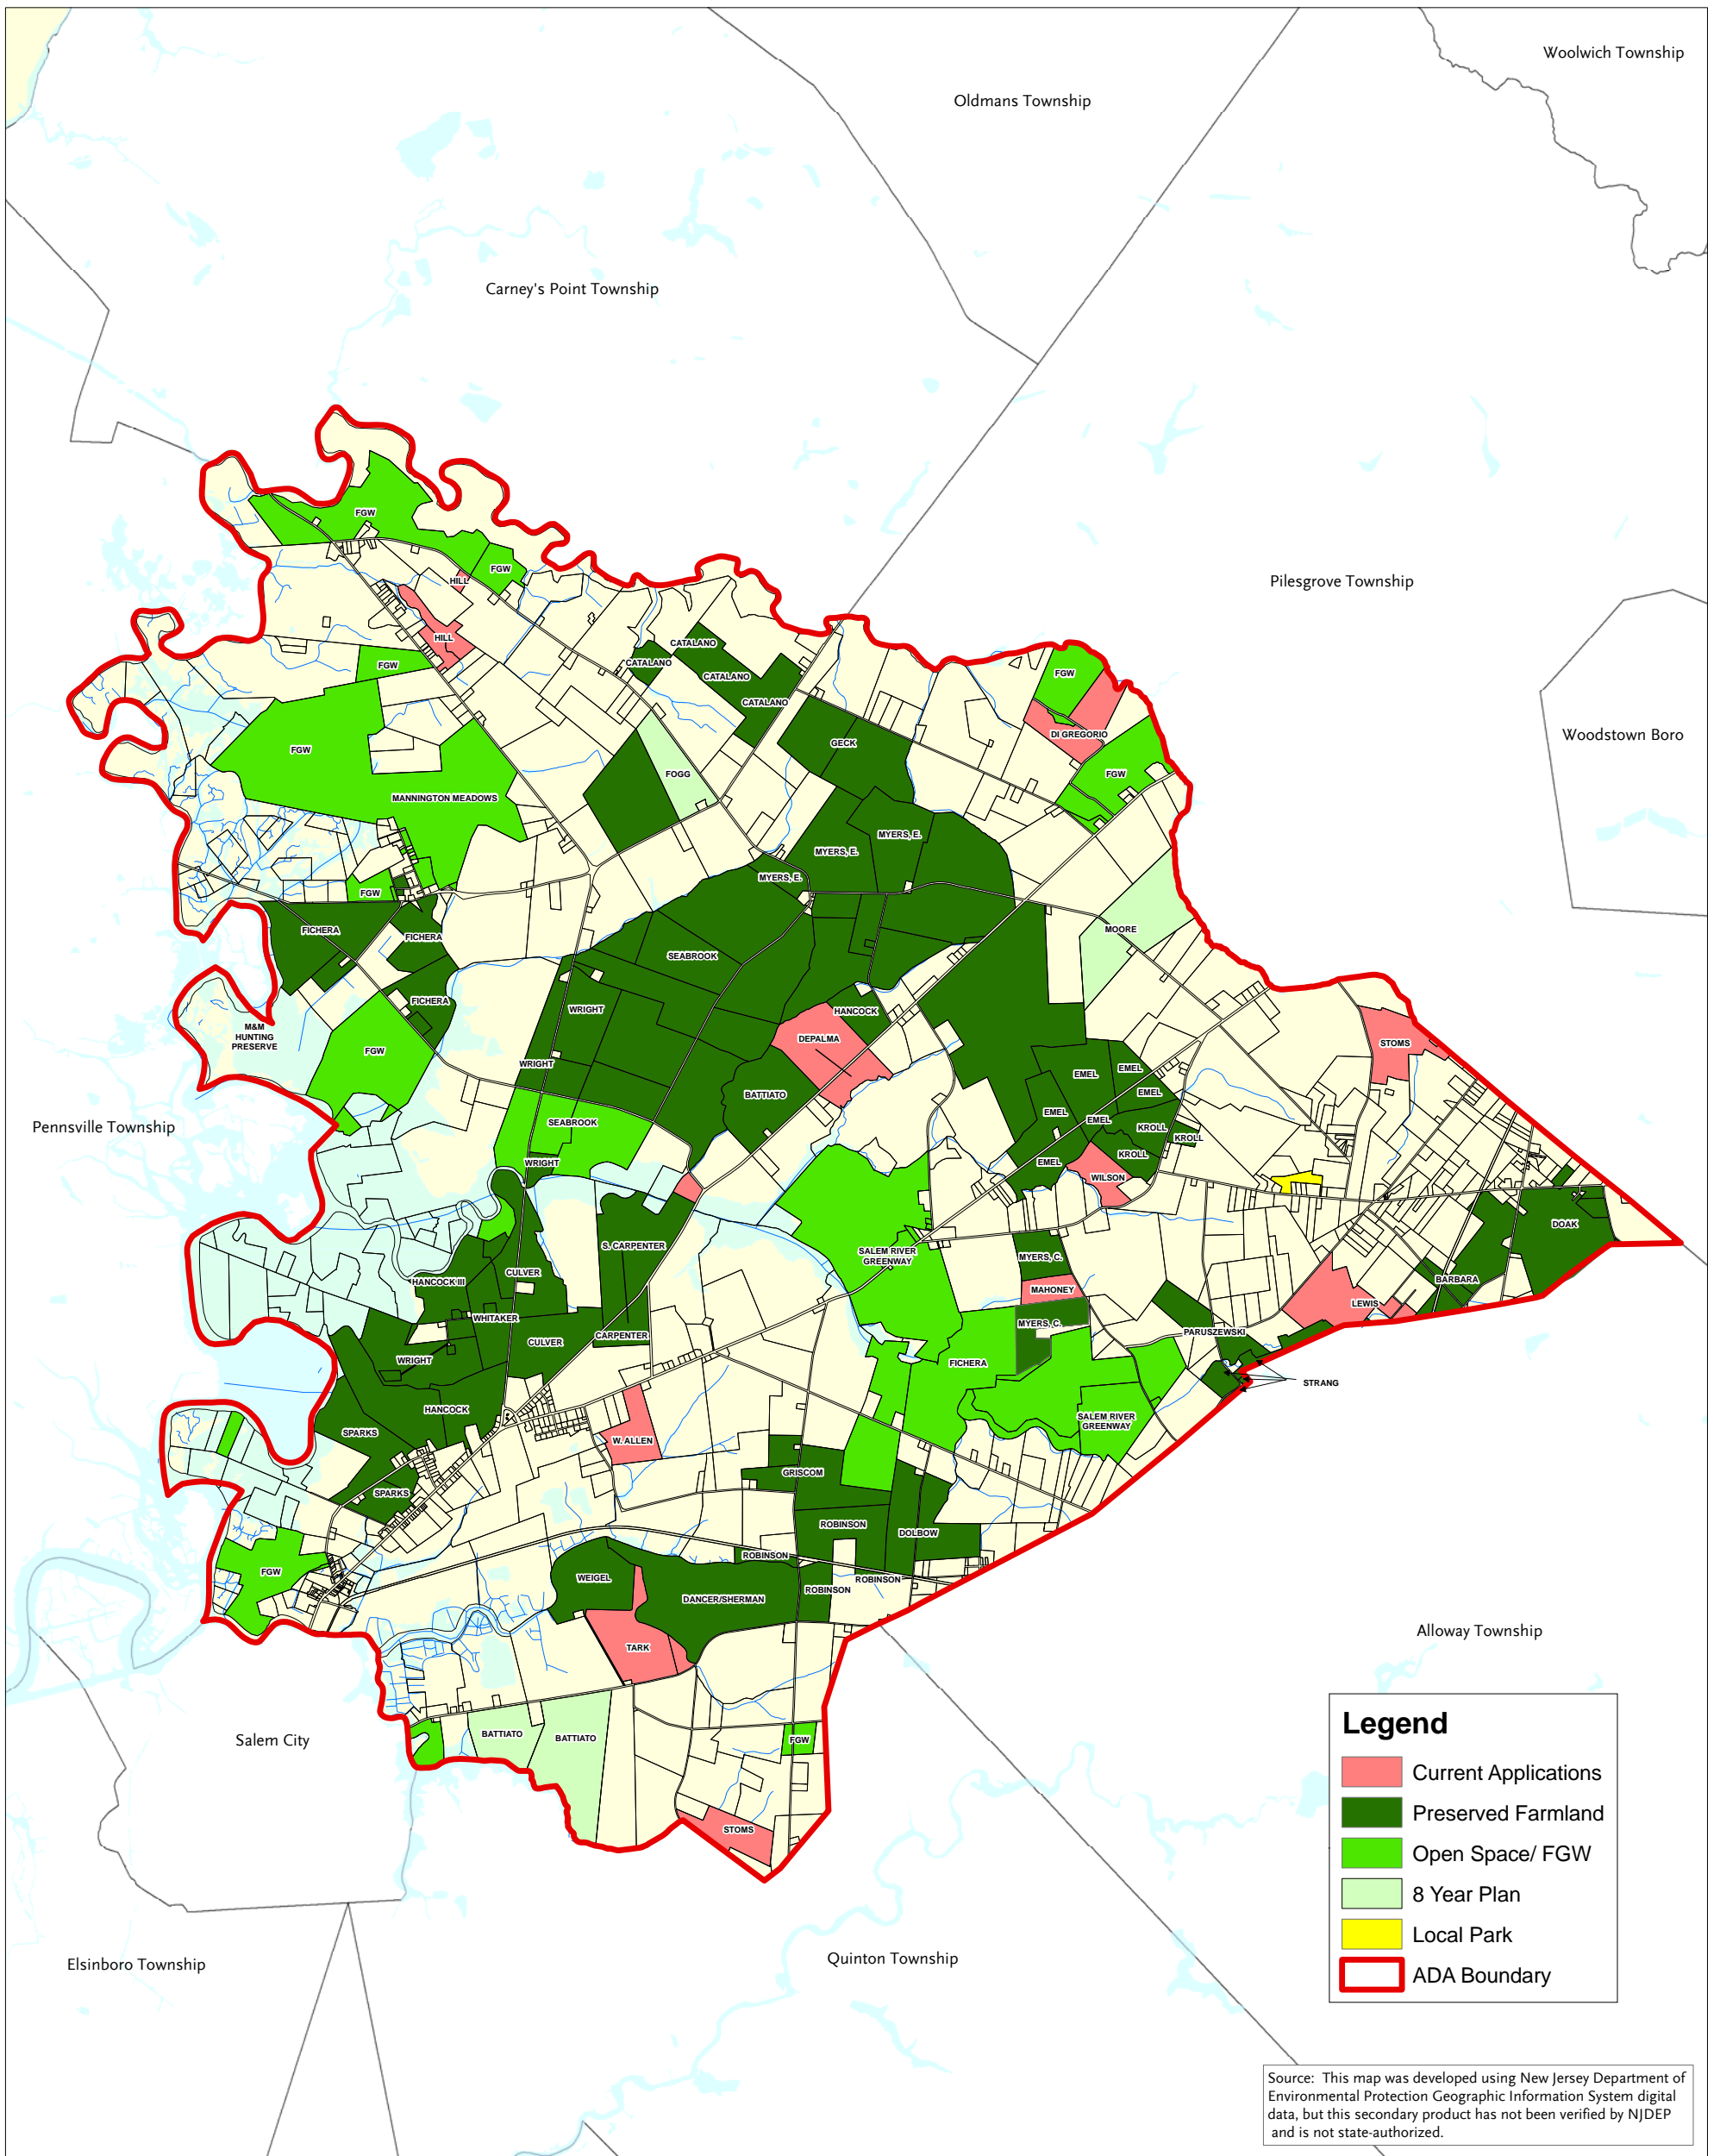 Woolwich Township
Oldmans Township
Carney's Point Township
Pilesgrove Township
Woodstown Boro
Pennsville Township
Alloway Township
Salem City
Elsinboro Township
Quinton Township
FGW
FGW
HILL
HILL
FGW
FGW
MANNINGTON MEADOWS
CATALANO
CATALANO
CATALANO
CATALANO
FGW
DI GREGORIO
FGW
GECK
FOGG
MYERS, E.
MYERS, E.
MYERS, E.
FGW
FICHERA
FICHERA
FICHERA
MOORE
SEABROOK
WRIGHT
HANCOCK
DEPALMA
M&M
HUNTING
PRESERVE
FGW
WRIGHT
BATTIATO
STOMS
EMEL
EMEL
EMEL
EMEL
EMEL
EMEL
KROLL
KROLL
KROLL
WILSON
SEABROOK
WRIGHT
S. CARPENTER
SALEM RIVER
GREENWAY
MYERS, C.
MAHONEY
MYERS, C.
DOAK
BARBARA
LEWIS
PARUSZEWSKI
STRANG
HANCOCK III
CULVER
WHITAKER
CULVER
CARPENTER
WRIGHT
HANCOCK
SPARKS
SPARKS
FICHERA
SALEM RIVER
GREENWAY
W. ALLEN
GRISCOM
ROBINSON
DOLBOW
ROBINSON
ROBINSON
ROBINSON
FGW
WEIGEL
DANCER/SHERMAN
TARK
BATTIATO
BATTIATO
FGW
STOMS
Legend
Current Applications
Preserved Farmland
Open Space/ FGW
8 Year Plan
Local Park
ADA Boundary
Source: This map was developed using New Jersey Department of
Environmental Protection Geographic Information System digital
data, but this secondary product has not been verified by NJDEP
and is not state-authorized.